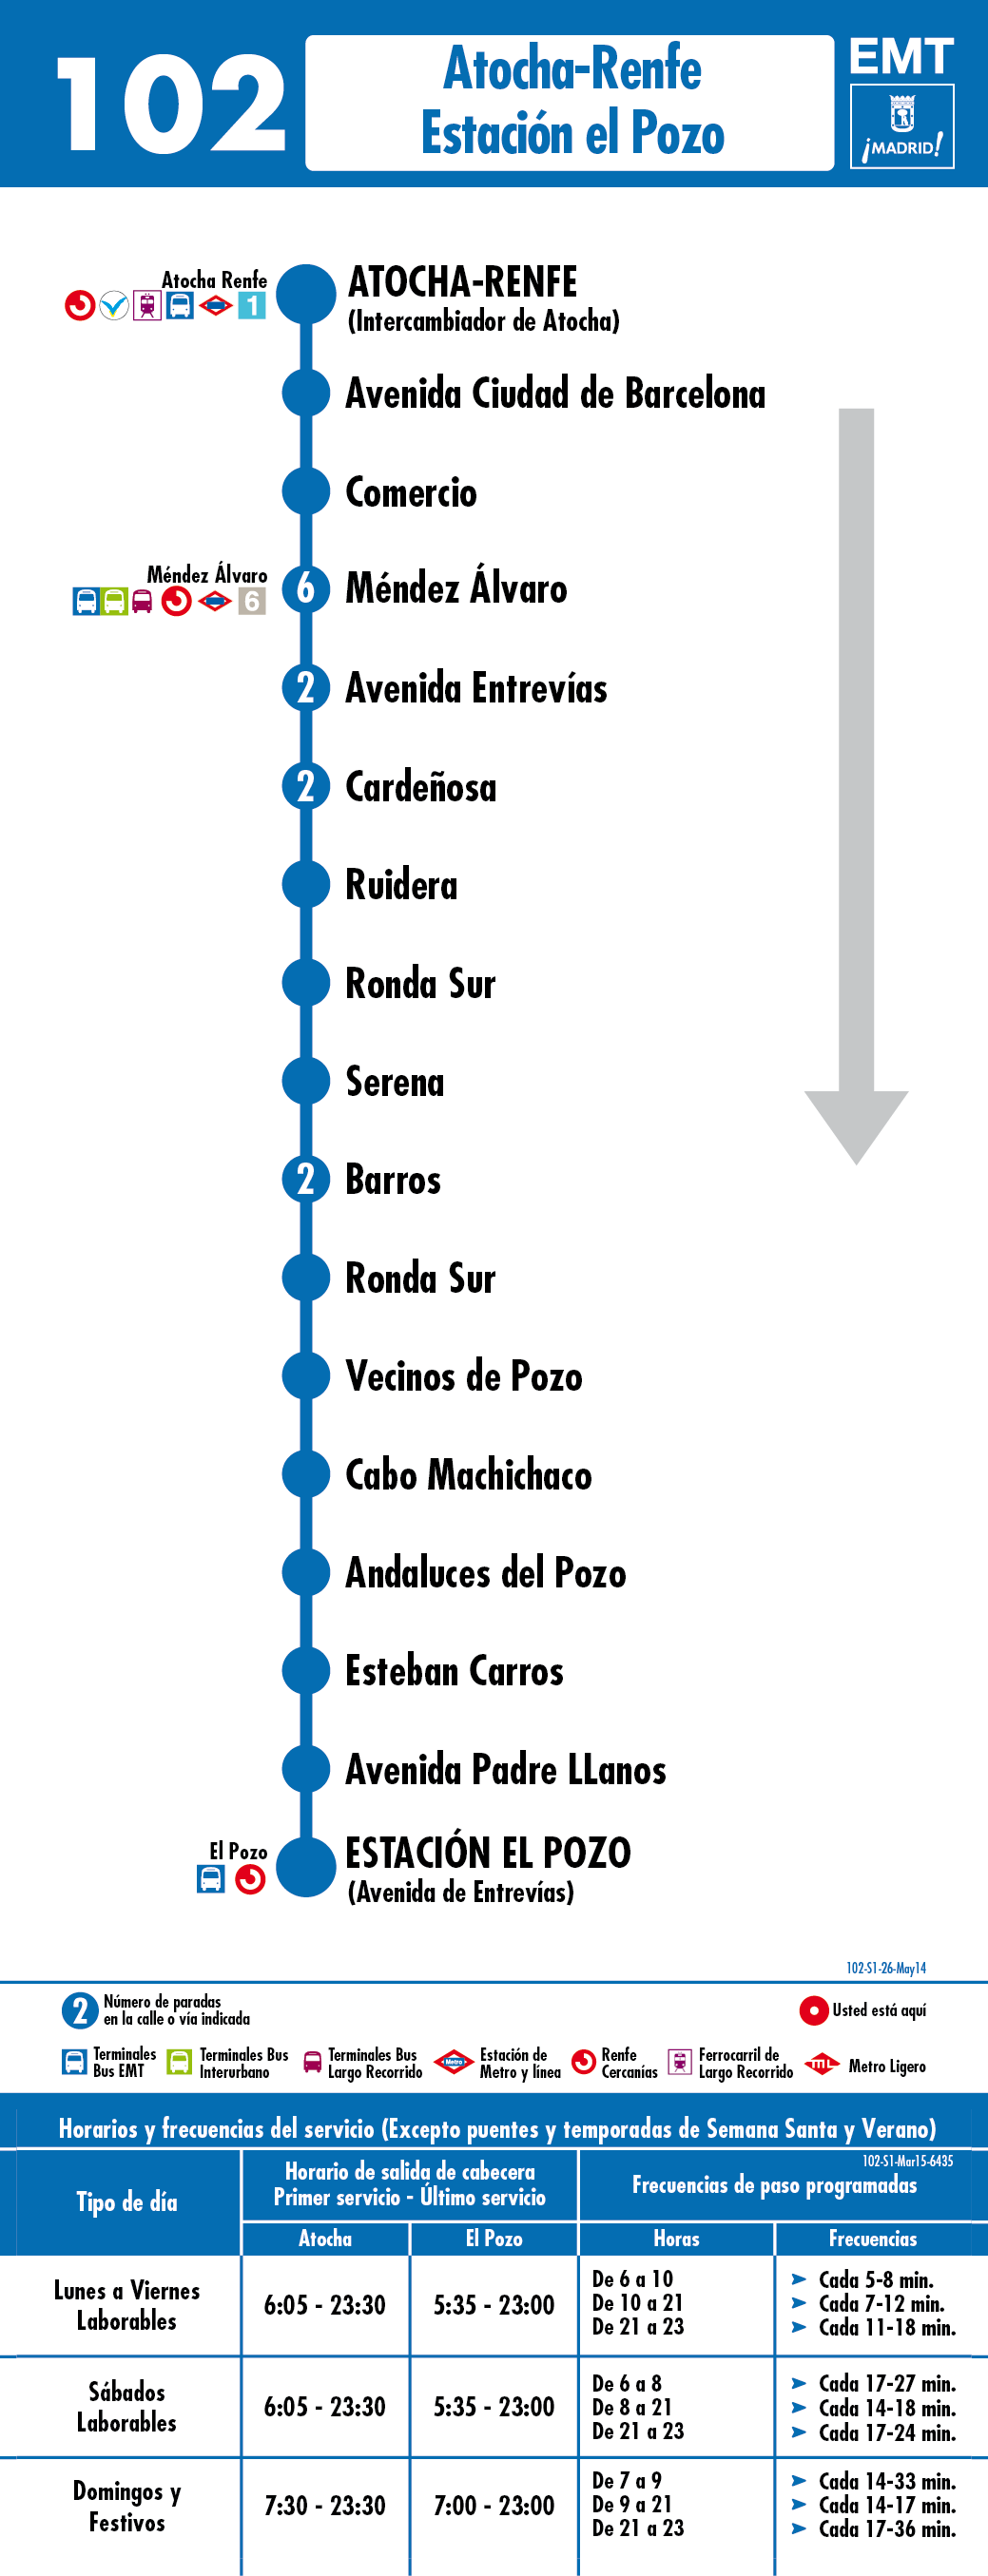 102
Atocha-Renfe
Estación el Pozo
EMT
¡MADRID!
Atocha Renfe
1
ATOCHA-RENFE
(Intercambiador de Atocha)
Avenida Ciudad de Barcelona
Comercio
Méndez Álvaro
6
6 Méndez Álvaro
2 Avenida Entrevías
2 Cardeñosa
Ruidera
Ronda Sur
Serena
2 Barros
Ronda Sur
Vecinos de Pozo
Cabo Machichaco
Andaluces del Pozo
Esteban Carros
Avenida Padre LLanos
El Pozo
ESTACIÓN EL POZO
(Avenida de Entrevías)
102-S1-26-May14
2 Número de paradas
en la calle o vía indicada
Usted está aquí
Terminales
Bus EMT
Terminales Bus
Interurbano
Terminales Bus
Largo Recorrido
Metro
Estación de
Metro y línea
Renfe
Cercanías
Ferrocarril de
Largo Recorrido
ML
Metro Ligero
Horarios y frecuencias del servicio (Excepto puentes y temporadas de Semana Santa y Verano)
102-S1-Mar15-6435
Tipo de día
Horario de salida de cabecera
Primer servicio - Último servicio
Frecuencias de paso programadas
Atocha El Pozo Horas Frecuencias
Lunes a Viernes
Laborables
6:05 - 23:30 5:35 - 23:00
De 6 a 10 Cada 5-8 min.
De 10 a 21 Cada 7-12 min.
De 21 a 23 Cada 11-18 min.
Sábados
Laborables
6:05 - 23:30 5:35 - 23:00
De 6 a 8 Cada 17-27 min.
De 8 a 21 Cada 14-18 min.
De 21 a 23 Cada 17-24 min.
Domingos y
Festivos
7:30 - 23:30 7:00 - 23:00
De 7 a 9 Cada 14-33 min.
De 9 a 21 Cada 14-17 min.
De 21 a 23 Cada 17-36 min.